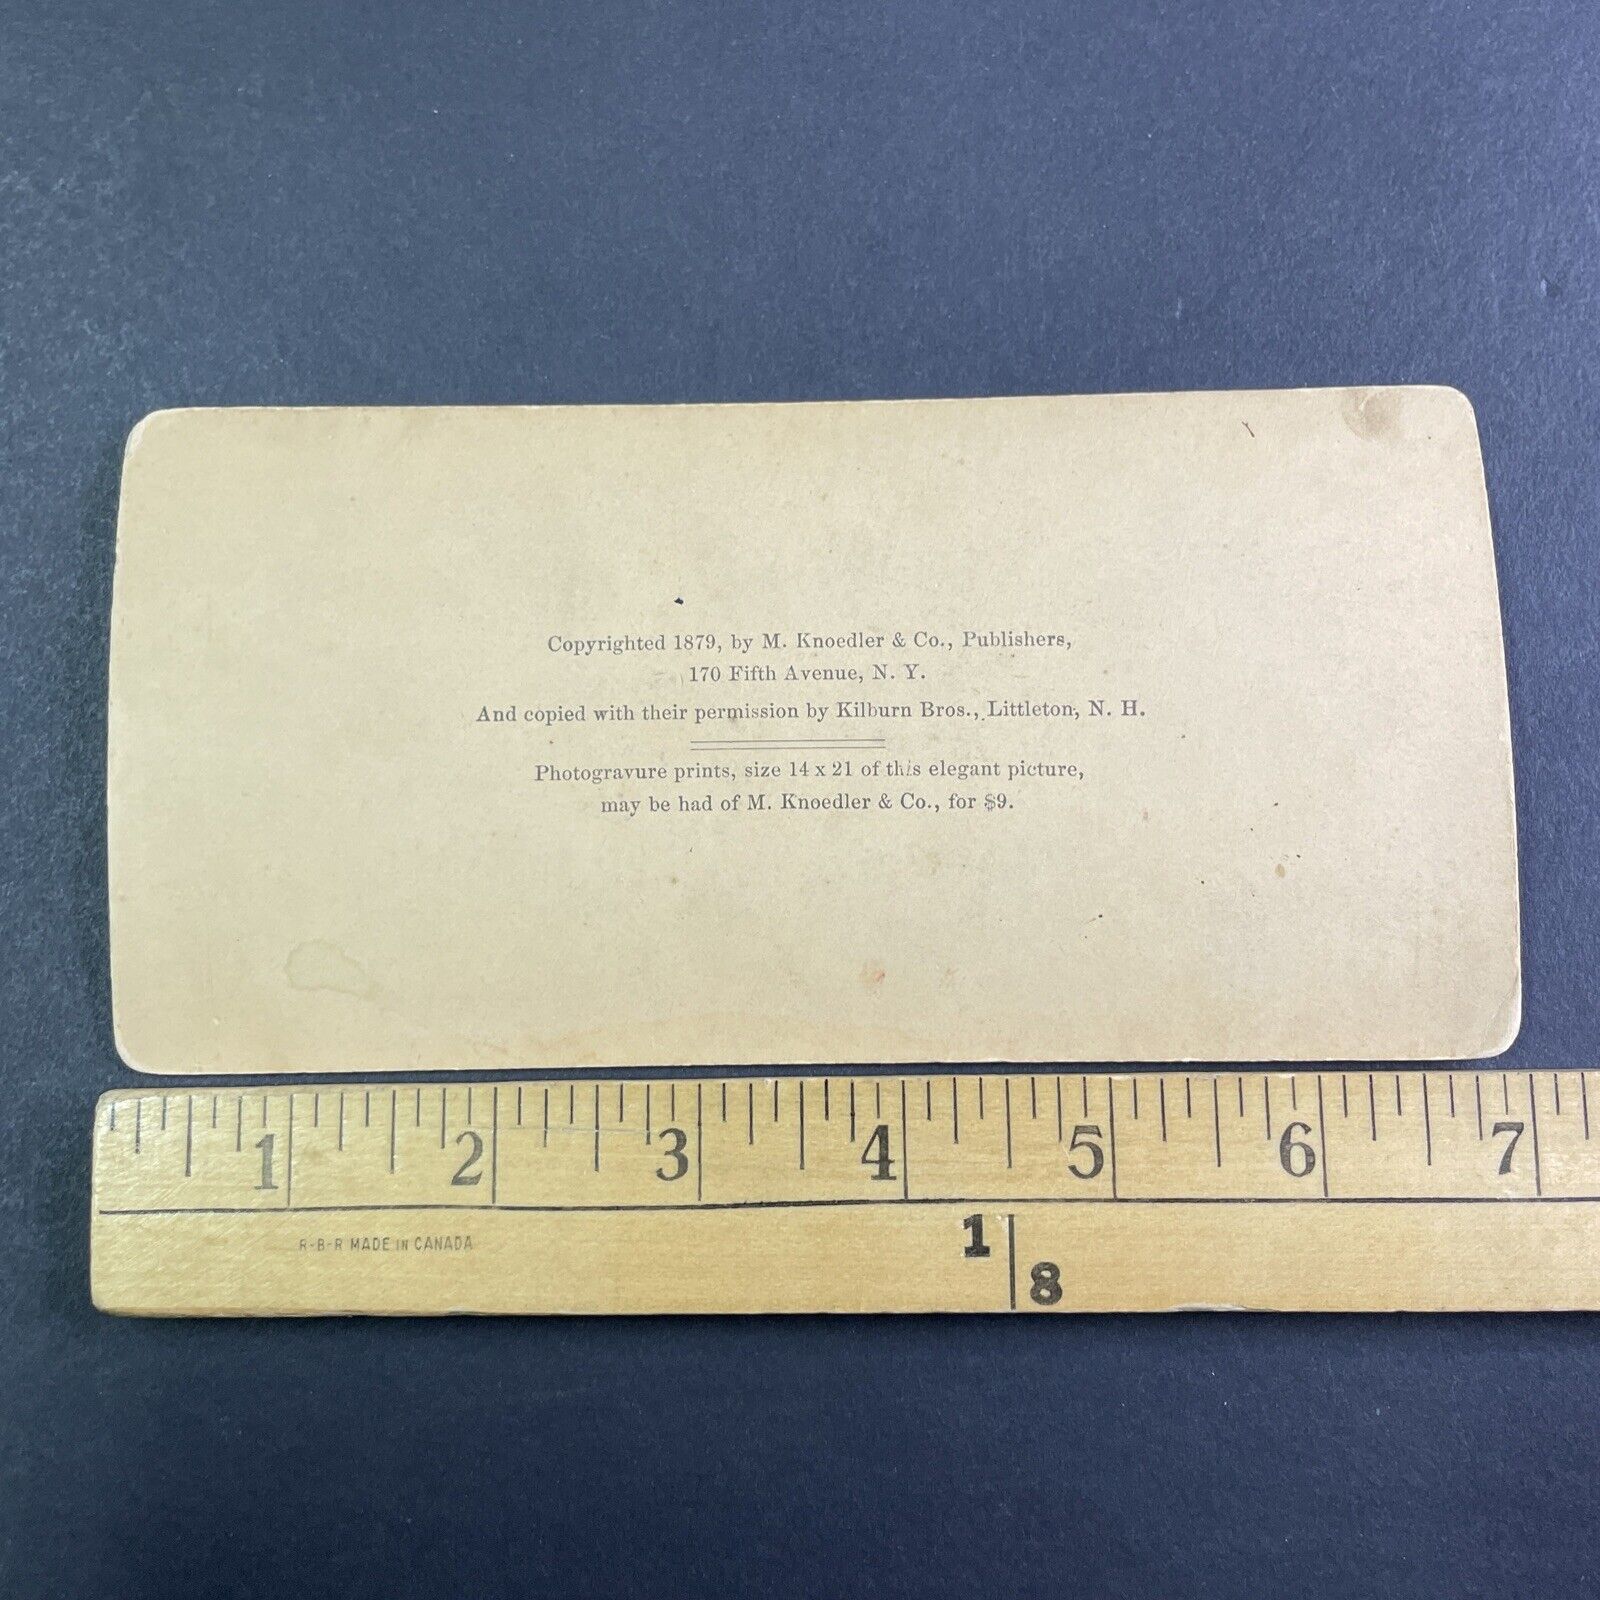 Copyrighted 1879, by M. Knoedler & Co., Publishers,
170 Fifth Avenue, N. Y.
And copied with their permission by Kilburn Bros., Littleton, N. H.
Photogravure prints, size 14 x 21 of this elegant picture,
may be had of M. Knoedler & Co., for $9.
1 2 3 4 5 6 7
R-B-R MADE IN CANADA
1
8